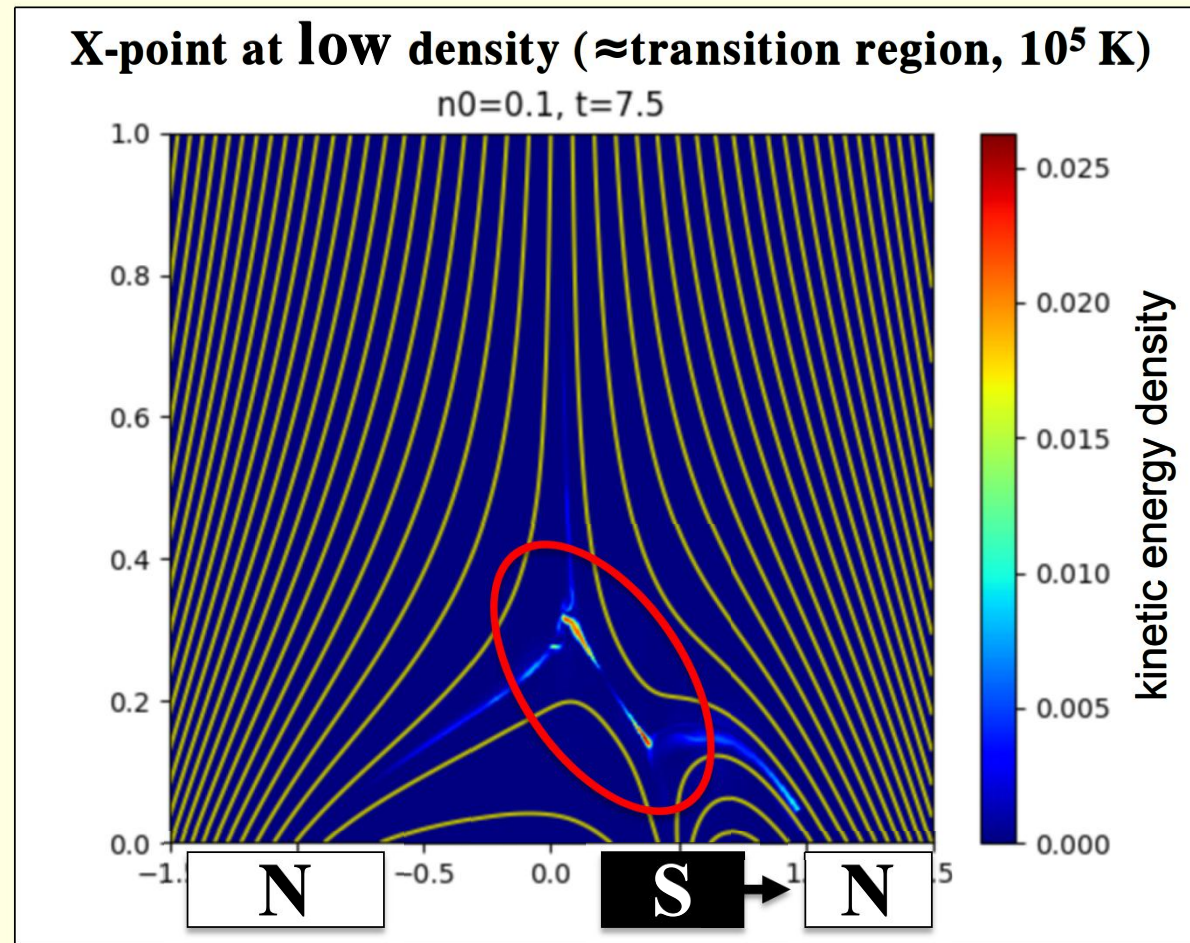 X-point at low density (≈transition region, 10⁵ K)
n0=0.1, t=7.5
1.0
0.8
0.6
0.4
0.2
0.0
0.025
0.020
0.015
0.010
0.005
0.000
kinetic energy density
−0.5
0.0
N
S
N